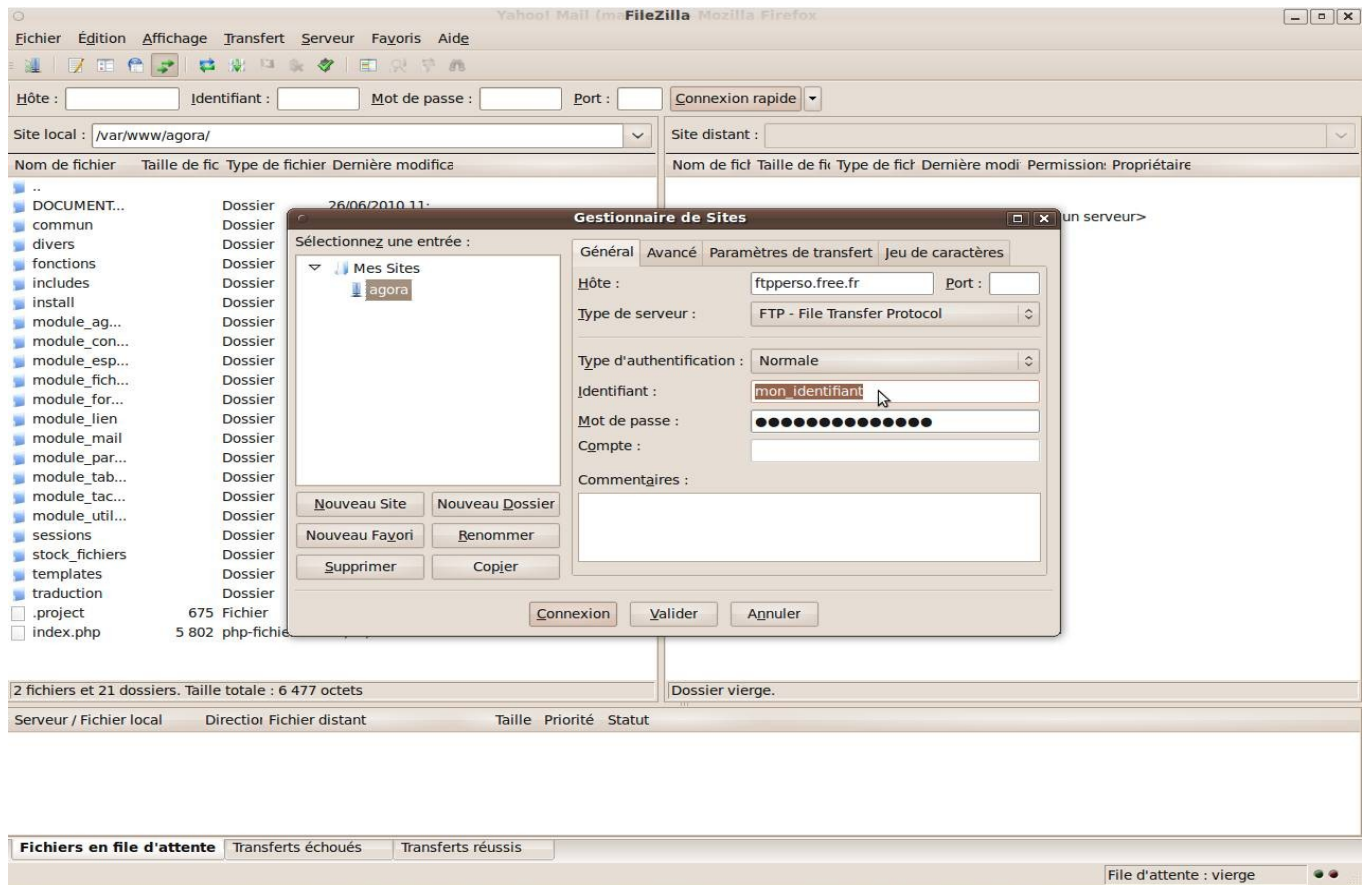 Yahoo! Mail (ma FileZilla Mozilla Firefox
Fichier Édition Affichage Transfert Serveur Favoris Aide
Hôte : Identifiant : Mot de passe : Port : Connexion rapide
Site local : /var/www/agora/
Site distant :
Nom de fichier Taille de fic Type de fichier Dernière modifica
Nom de fich Taille de fi Type de fich Dernière modi Permission: Propriétaire
..
DOCUMENT... Dossier 26/06/2010 11:
commun Dossier
divers Dossier
fonctions Dossier
includes Dossier
install Dossier
module_ag... Dossier
module_con... Dossier
module_esp... Dossier
module_fich... Dossier
module_for... Dossier
module_lien Dossier
module_mail Dossier
module_par... Dossier
module_tab... Dossier
module_tac... Dossier
module_util... Dossier
sessions Dossier
stock_fichiers Dossier
templates Dossier
traduction Dossier
.project 675 Fichier
index.php 5 802 php-fichie
un serveur>
Gestionnaire de Sites
Sélectionnez une entrée :
Mes Sites
agora
Nouveau Site Nouveau Dossier
Nouveau Favori Renommer
Supprimer Copier
Général Avancé Paramètres de transfert Jeu de caractères
Hôte : ftpperso.free.fr Port :
Type de serveur : FTP - File Transfer Protocol
Type d'authentification : Normale
Identifiant : mon_identifiant
Mot de passe : ●●●●●●●●●●●●●●
Compte :
Commentaires :
Connexion Valider Annuler
2 fichiers et 21 dossiers. Taille totale : 6 477 octets
Dossier vierge.
Serveur / Fichier local Direction Fichier distant Taille Priorité Statut
Fichiers en file d'attente Transferts échoués Transferts réussis
File d'attente : vierge